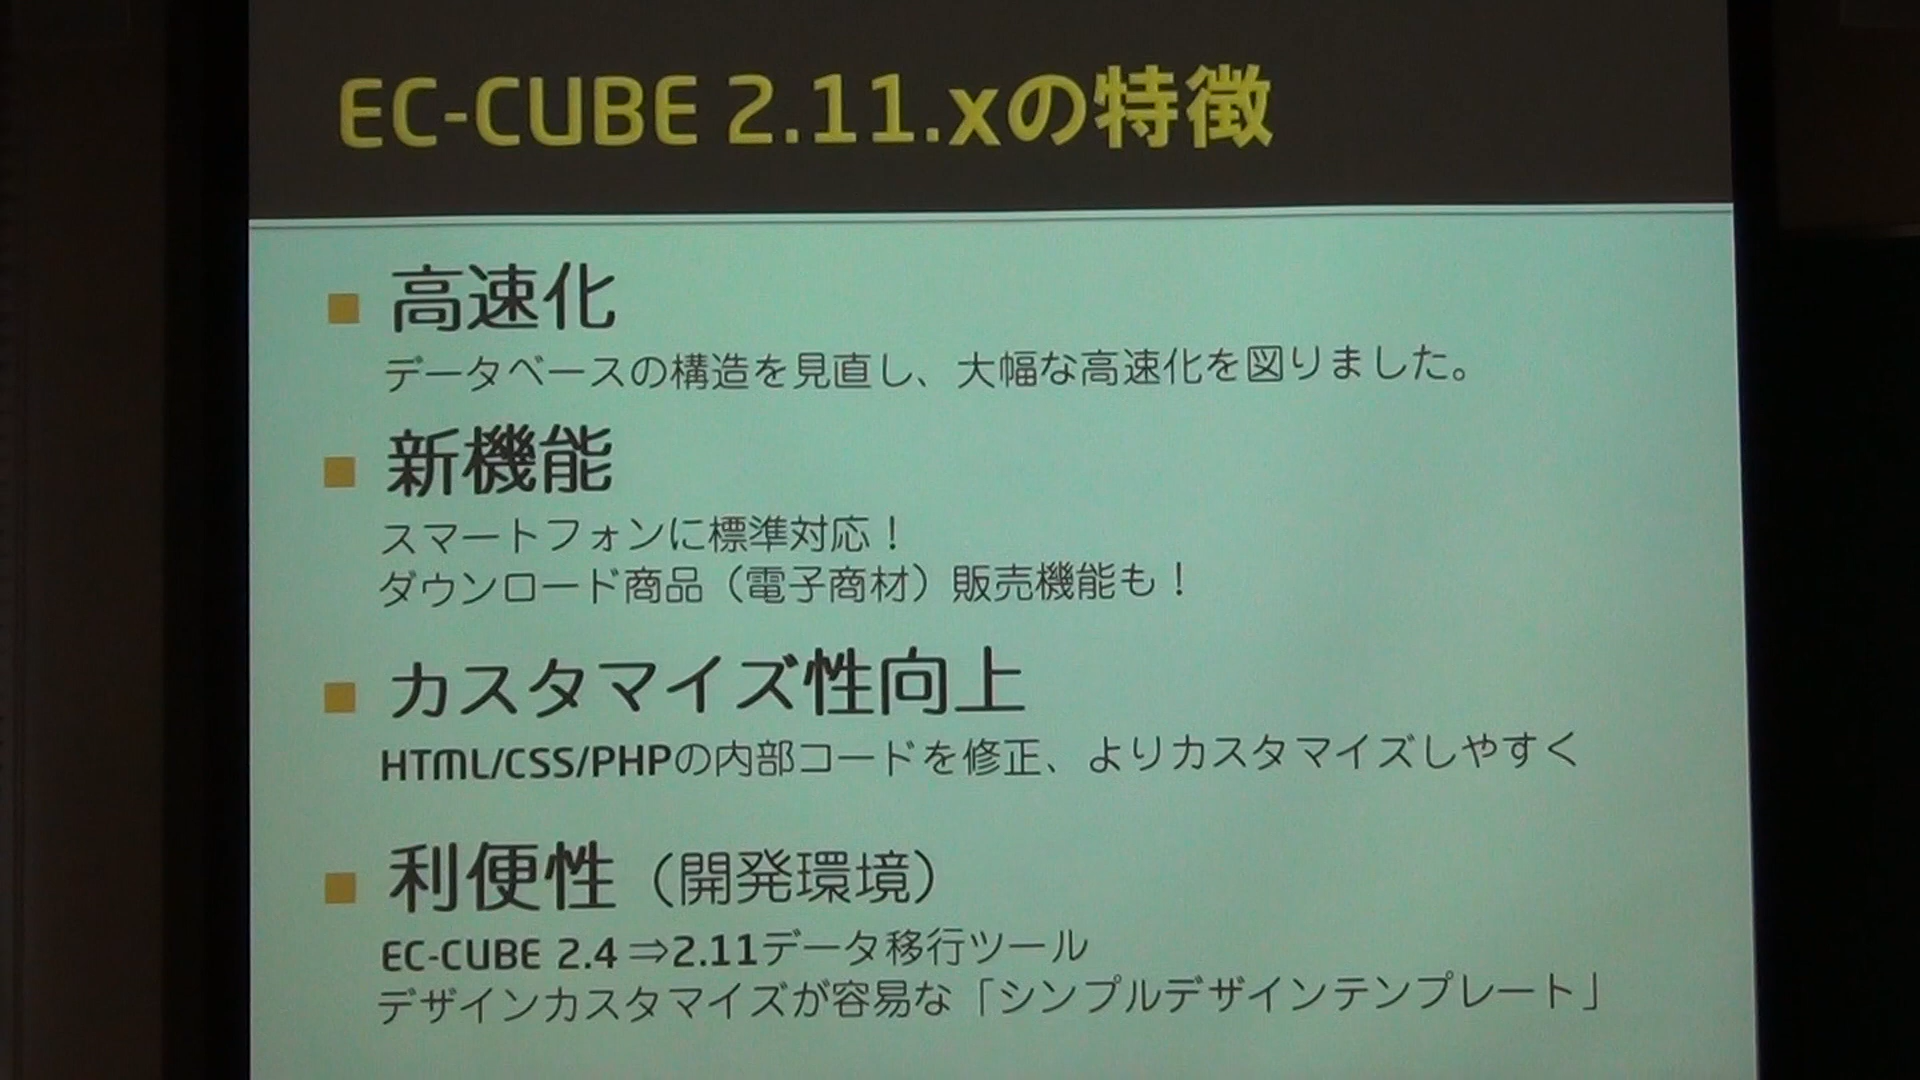 EC-CUBE 2.11.xの特徴
■ 高速化
データベースの構造を見直し、大幅な高速化を図りました。
■ 新機能
スマートフォンに標準対応！
ダウンロード商品（電子商材）販売機能も！
■ カスタマイズ性向上
HTML/CSS/PHPの内部コードを修正、よりカスタマイズしやすく
■ 利便性（開発環境）
EC-CUBE 2.4⇒2.11データ移行ツール
デザインカスタマイズが容易な「シンプルデザインテンプレート」